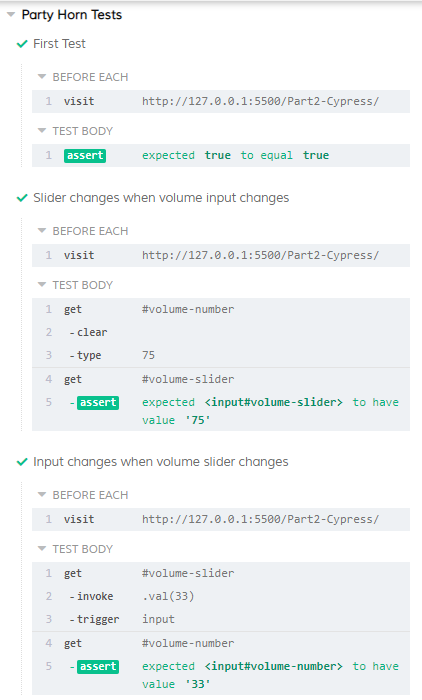 Party Horn Tests
First Test
BEFORE EACH
1 visit http://127.0.0.1:5500/Part2-Cypress/
TEST BODY
1 assert expected true to equal true
Slider changes when volume input changes
BEFORE EACH
1 visit http://127.0.0.1:5500/Part2-Cypress/
TEST BODY
1 get #volume-number
2 -clear
3 -type 75
4 get #volume-slider
5 -assert expected <input#volume-slider> to have
value '75'
Input changes when volume slider changes
BEFORE EACH
1 visit http://127.0.0.1:5500/Part2-Cypress/
TEST BODY
1 get #volume-slider
2 -invoke .val(33)
3 -trigger input
4 get #volume-number
5 -assert expected <input#volume-number> to have
value '33'